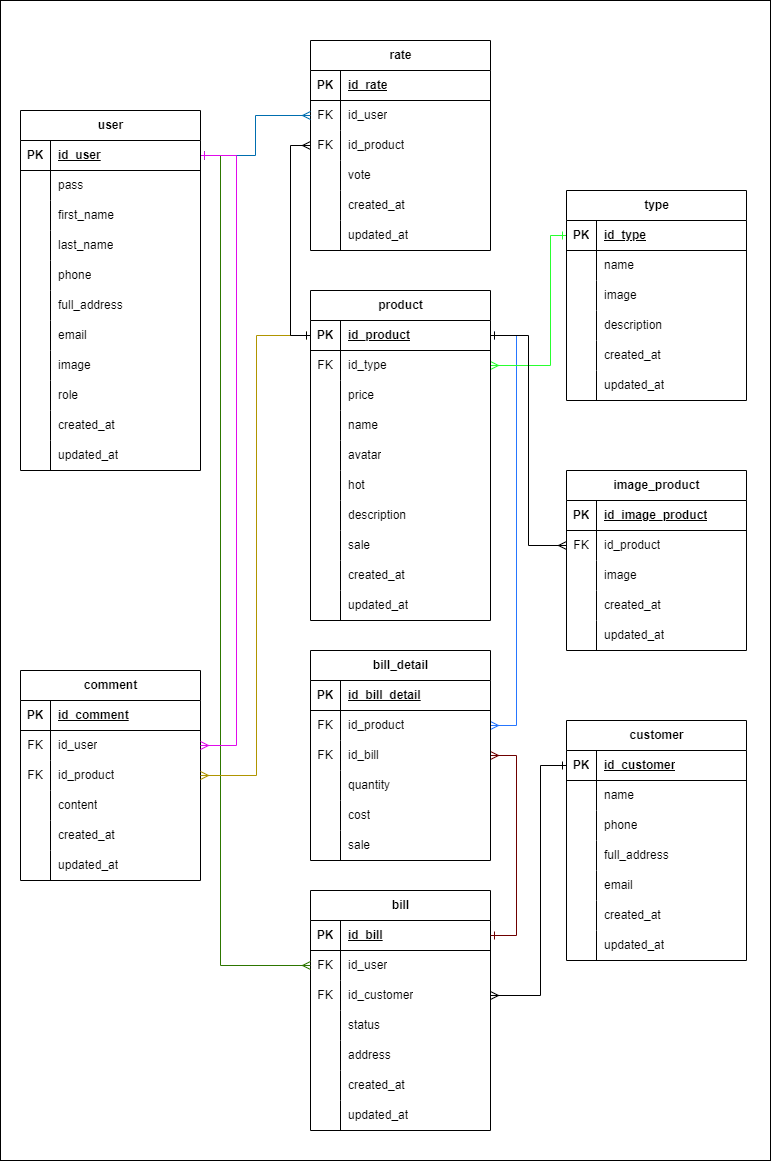 rate
PK id_rate
FK id_user
FK id_product
vote
created_at
updated_at
user
PK id_user
pass
first_name
last_name
phone
full_address
email
image
role
created_at
updated_at
type
PK id_type
name
image
description
created_at
updated_at
product
PK id_product
FK id_type
price
name
avatar
hot
description
sale
created_at
updated_at
image_product
PK id_image_product
FK id_product
image
created_at
updated_at
comment
PK id_comment
FK id_user
FK id_product
content
created_at
updated_at
bill_detail
PK id_bill_detail
FK id_product
FK id_bill
quantity
cost
sale
customer
PK id_customer
name
phone
full_address
email
created_at
updated_at
bill
PK id_bill
FK id_user
FK id_customer
status
address
created_at
updated_at